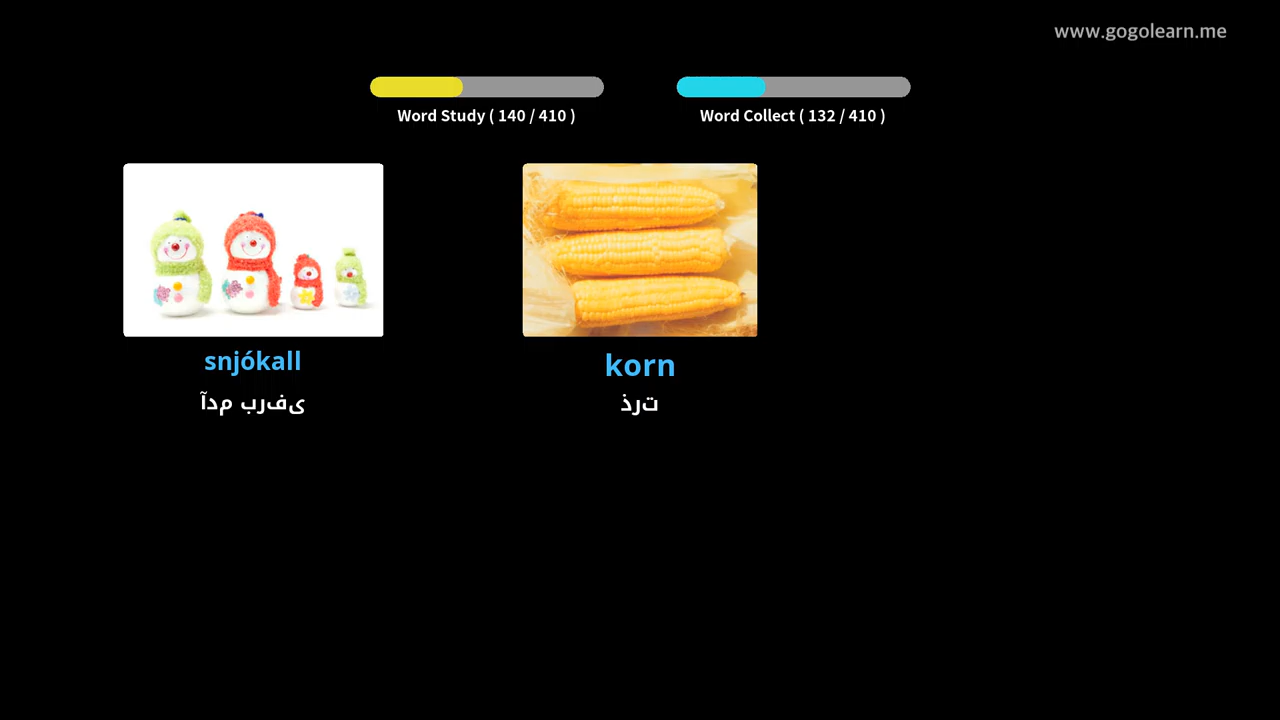 www.gogolearn.me
Word Study ( 140 / 410 )
Word Collect ( 132 / 410 )
snjókall
آدم برفی
korn
ذرت